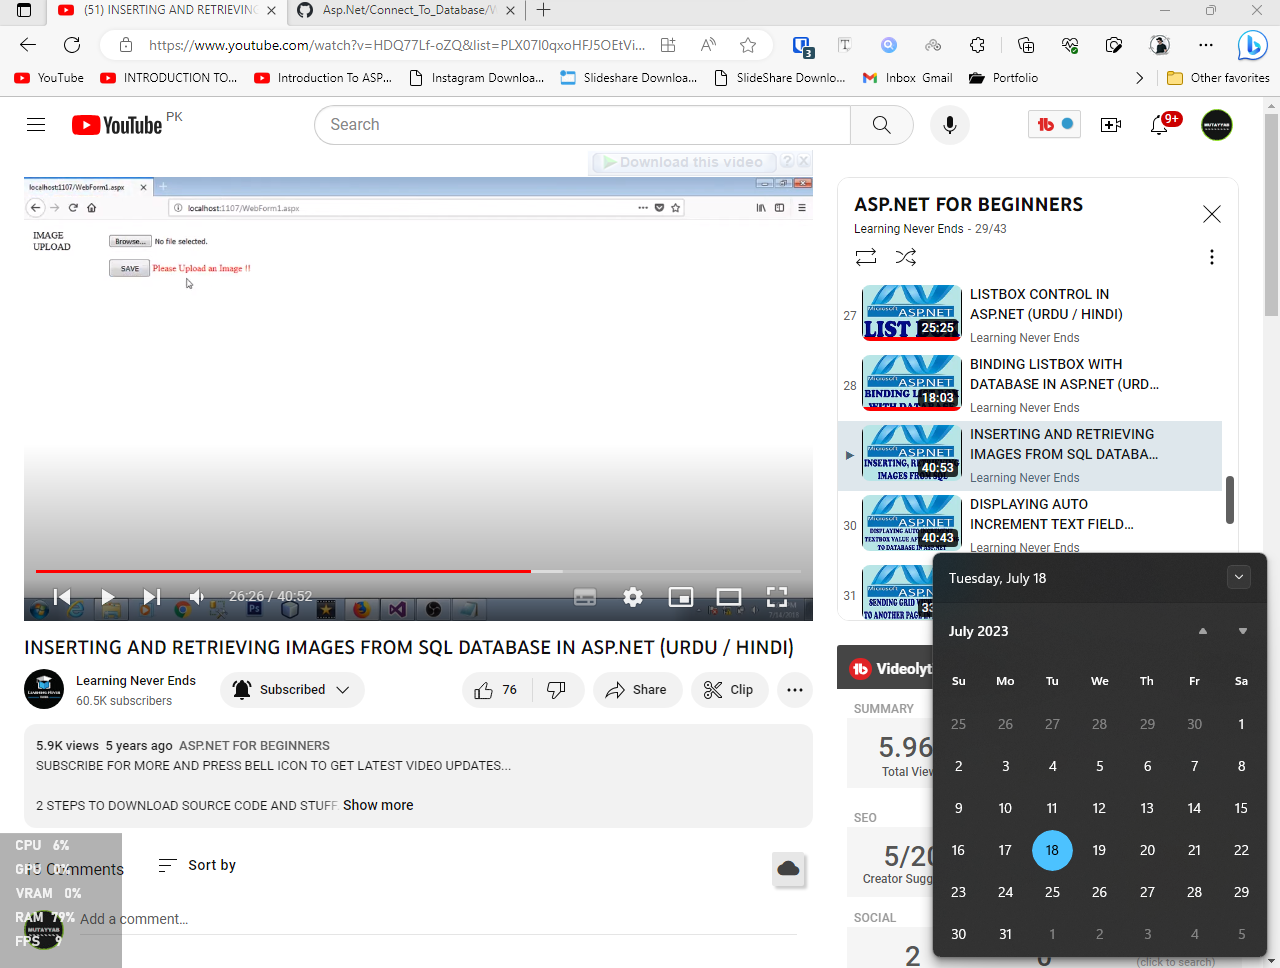 (51) INSERTING AND RETRIEVING
Asp.Net/Connect_To_Database/W
https://www.youtube.com/watch?v=HDQ77Lf-oZQ&list=PLX07l0qxoHFJ5OEtVi...
3
YouTube
INTRODUCTION TO...
Introduction To ASP...
Instagram Downloa...
Slideshare Downloa...
SlideShare Downlo...
Inbox Gmail
Portfolio
Other favorites
YouTube PK
Search
9+
Download this video
localhost:1107/WebForm1.aspx
localhost:1107/WebForm1.aspx
IMAGE
UPLOAD
Browse... No file selected.
SAVE Please Upload an Image !!
26:26 / 40:52
INSERTING AND RETRIEVING IMAGES FROM SQL DATABASE IN ASP.NET (URDU / HINDI)
Learning Never Ends
60.5K subscribers
Subscribed
76
Share
Clip
5.9K views 5 years ago ASP.NET FOR BEGINNERS
SUBSCRIBE FOR MORE AND PRESS BELL ICON TO GET LATEST VIDEO UPDATES...
2 STEPS TO DOWNLOAD SOURCE CODE AND STUFF Show more
15 Comments
Sort by
Add a comment...
CPU 6%
GPU 0%
VRAM 0%
RAM 79%
FPS 9
ASP.NET FOR BEGINNERS
Learning Never Ends - 29/43
27
LIST BOX
25:25
LISTBOX CONTROL IN
ASP.NET (URDU / HINDI)
Learning Never Ends
28
18:03
BINDING LISTBOX WITH
DATABASE IN ASP.NET (URD...
Learning Never Ends
40:53
INSERTING AND RETRIEVING
IMAGES FROM SQL DATABA...
Learning Never Ends
30
40:43
DISPLAYING AUTO
INCREMENT TEXT FIELD...
Learning Never Ends
31
SENDING GRID
TO ANOTHER PAGE
Videolyt
SUMMARY
5.96
Total View
SEO
5/20
Creator Sugg
SOCIAL
2
0
(click to search)
Tuesday, July 18
July 2023
Su Mo Tu We Th Fr Sa
25 26 27 28 29 30 1
2 3 4 5 6 7 8
9 10 11 12 13 14 15
16 17 18 19 20 21 22
23 24 25 26 27 28 29
30 31 1 2 3 4 5